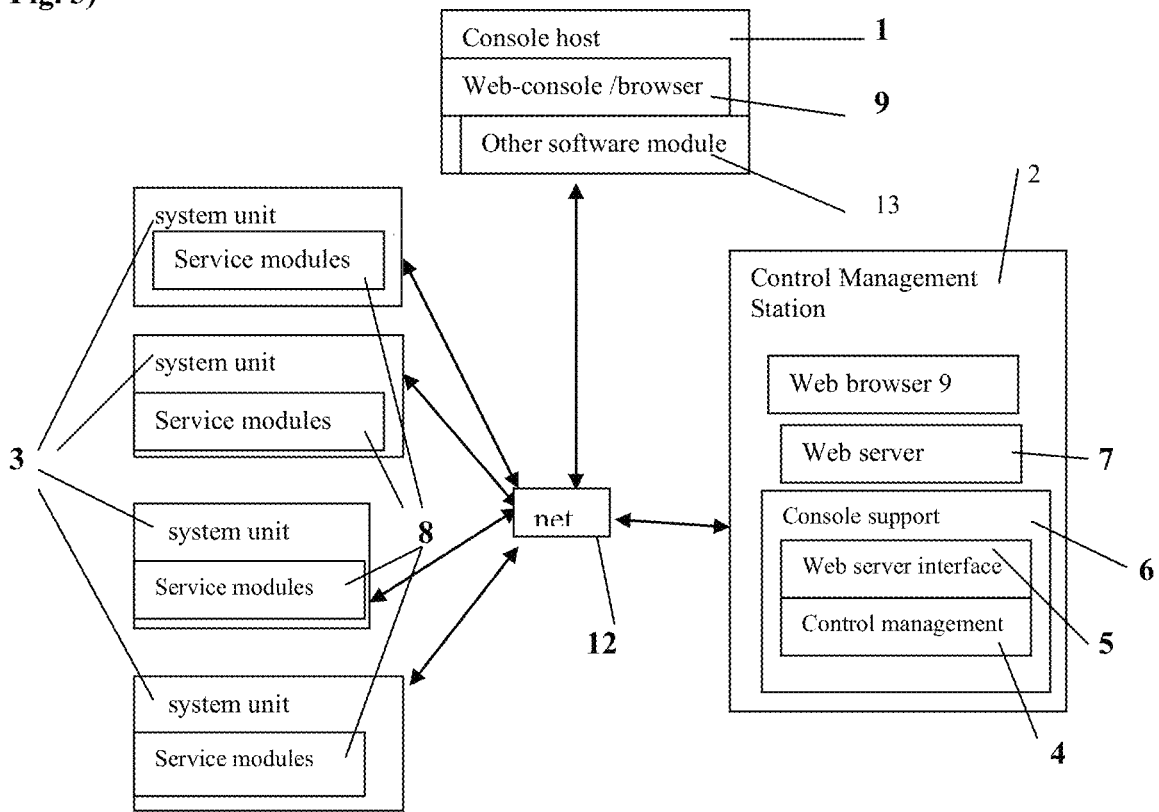 Fig. 3)
Console host
1
Web-console /browser
9
Other software module
13
2
system unit
Service modules
system unit
Service modules
3
system unit
Service modules
8
system unit
Service modules
net
12
Control Management
Station
Web browser 9
Web server
7
Console support
6
Web server interface
5
Control management
4